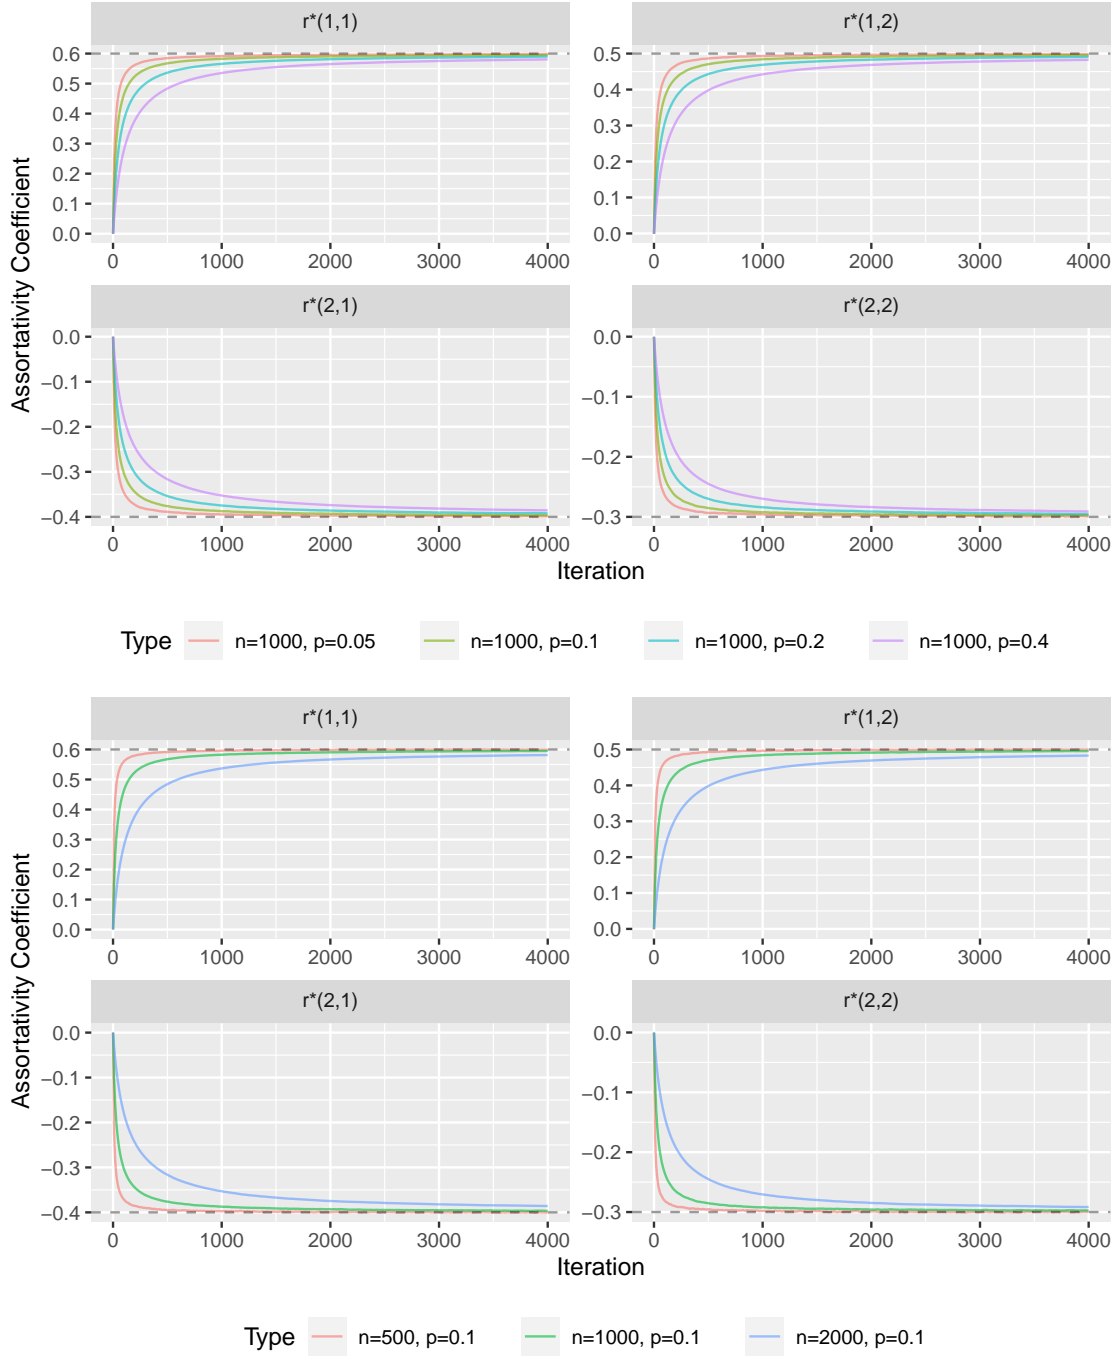 r*(1,1) r*(1,2)
0.6 0.5 0.4 0.3 0.2 0.1 0.0
0.5 0.4 0.3 0.2 0.1 0.0
0 1000 2000 3000 4000 0 1000 2000 3000 4000
r*(2,1) r*(2,2)
0.0 −0.1 −0.2 −0.3 −0.4
0.0 −0.1 −0.2 −0.3
0 1000 2000 3000 4000 0 1000 2000 3000 4000
Assortativity Coefficient
Iteration
Type n=1000, p=0.05 n=1000, p=0.1 n=1000, p=0.2 n=1000, p=0.4
r*(1,1) r*(1,2)
0.6 0.5 0.4 0.3 0.2 0.1 0.0
0.5 0.4 0.3 0.2 0.1 0.0
0 1000 2000 3000 4000 0 1000 2000 3000 4000
r*(2,1) r*(2,2)
0.0 −0.1 −0.2 −0.3 −0.4
0.0 −0.1 −0.2 −0.3
0 1000 2000 3000 4000 0 1000 2000 3000 4000
Assortativity Coefficient
Iteration
Type n=500, p=0.1 n=1000, p=0.1 n=2000, p=0.1